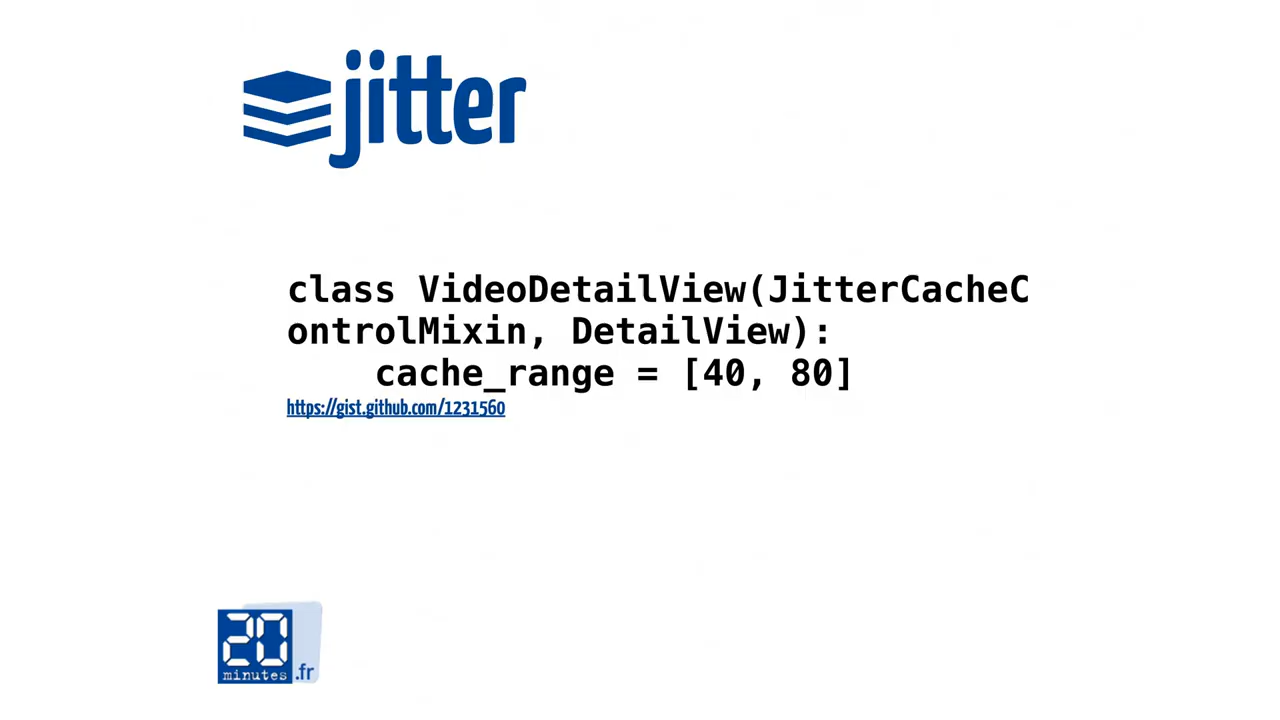 jitter
class VideoDetailView(JitterCacheC
ontrolMixin, DetailView):
    cache_range = [40, 80]
https://gist.github.com/1231560
20
minutes.fr